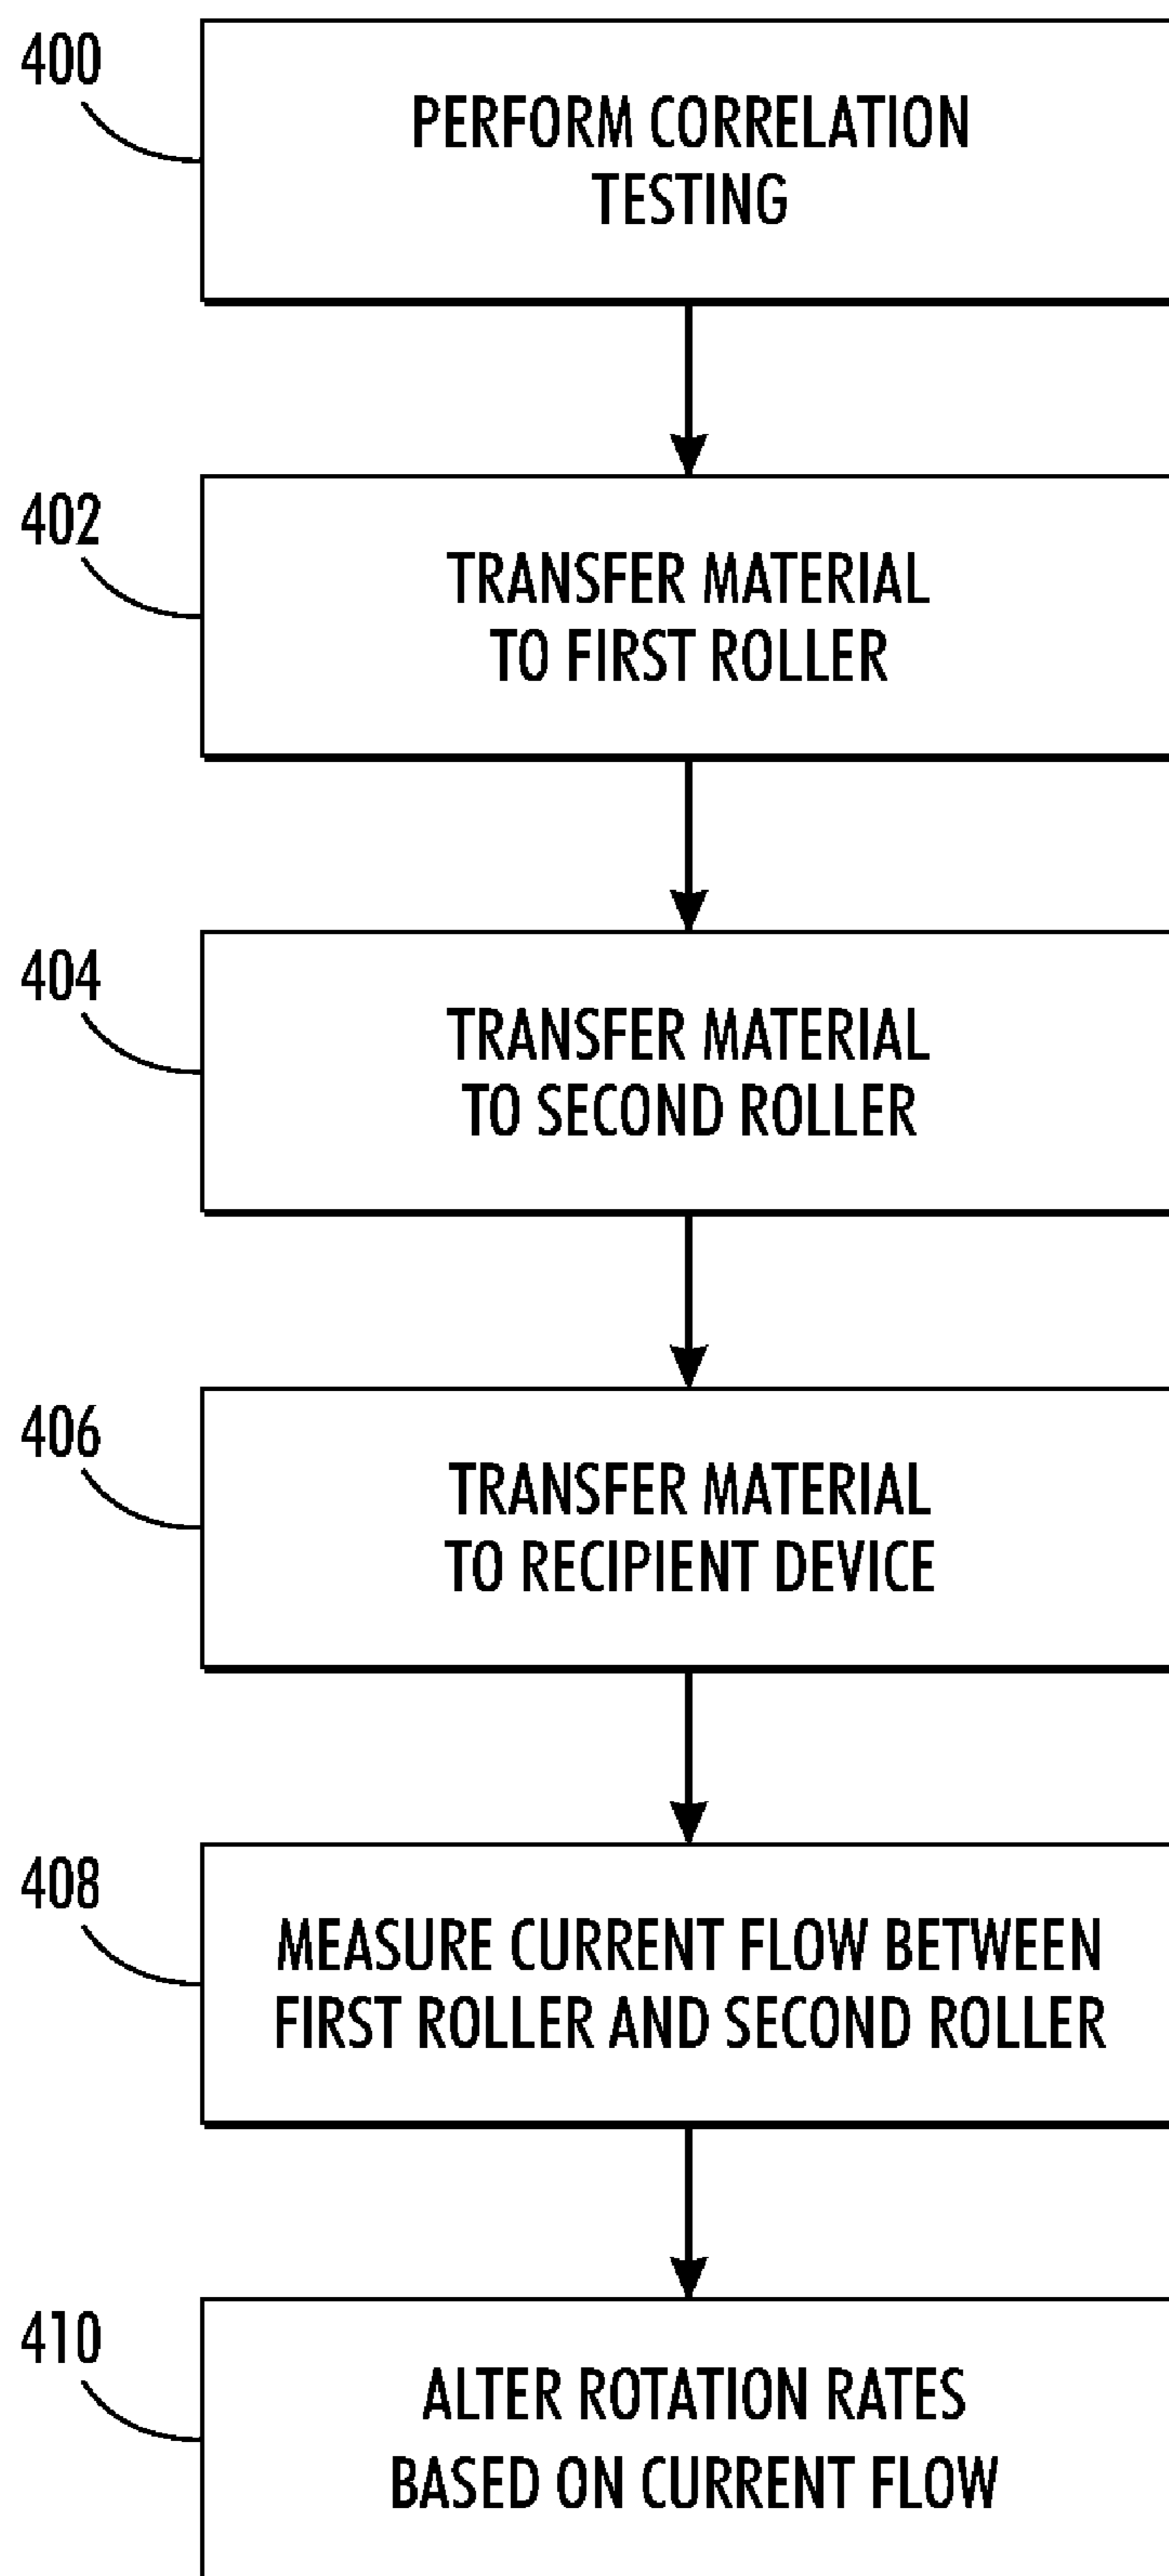 400
PERFORM CORRELATION
TESTING
402
TRANSFER MATERIAL
TO FIRST ROLLER
404
TRANSFER MATERIAL
TO SECOND ROLLER
406
TRANSFER MATERIAL
TO RECIPIENT DEVICE
408
MEASURE CURRENT FLOW BETWEEN
FIRST ROLLER AND SECOND ROLLER
410
ALTER ROTATION RATES
BASED ON CURRENT FLOW